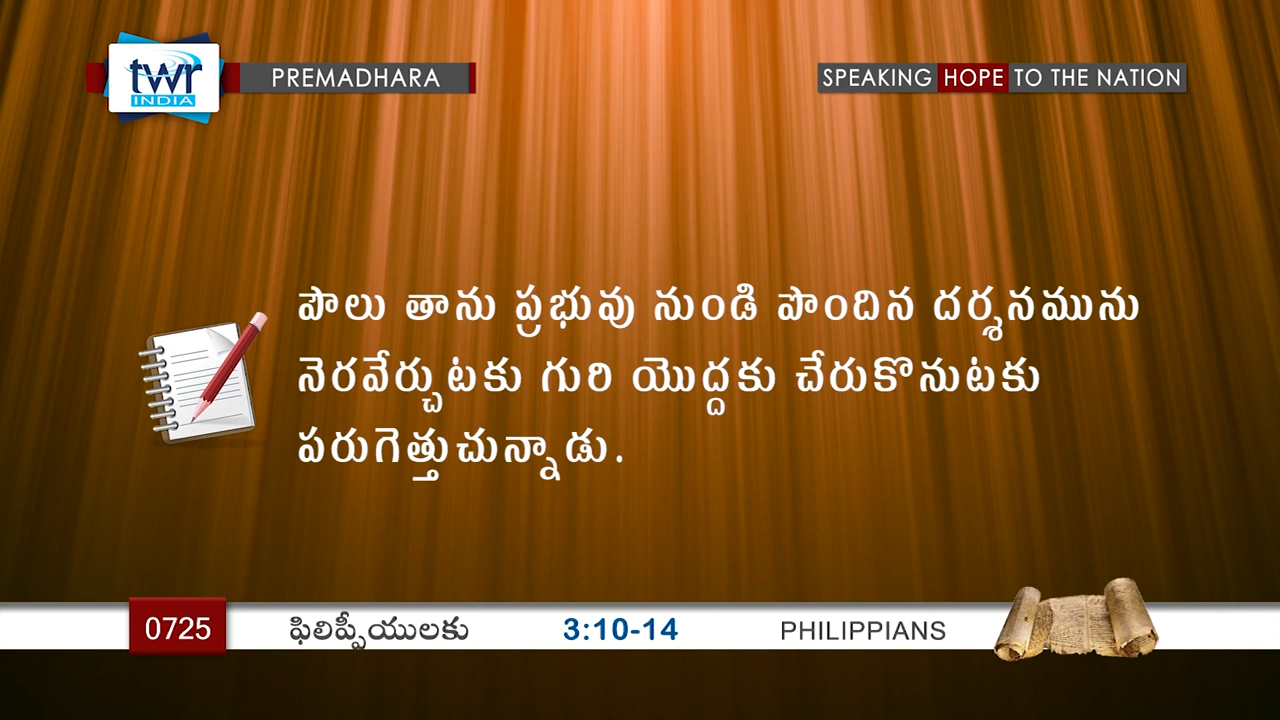 twr
INDIA
PREMADHARA
SPEAKING HOPE TO THE NATION
పౌలు తాను ప్రభువు నుండి పొందిన దర్శనమును
నెరవేర్చుటకు గురి యొద్దకు చేరుకొనుటకు
పరుగెత్తుచున్నాడు.
0725 ఫిలిప్పీయులకు 3:10-14 PHILIPPIANS